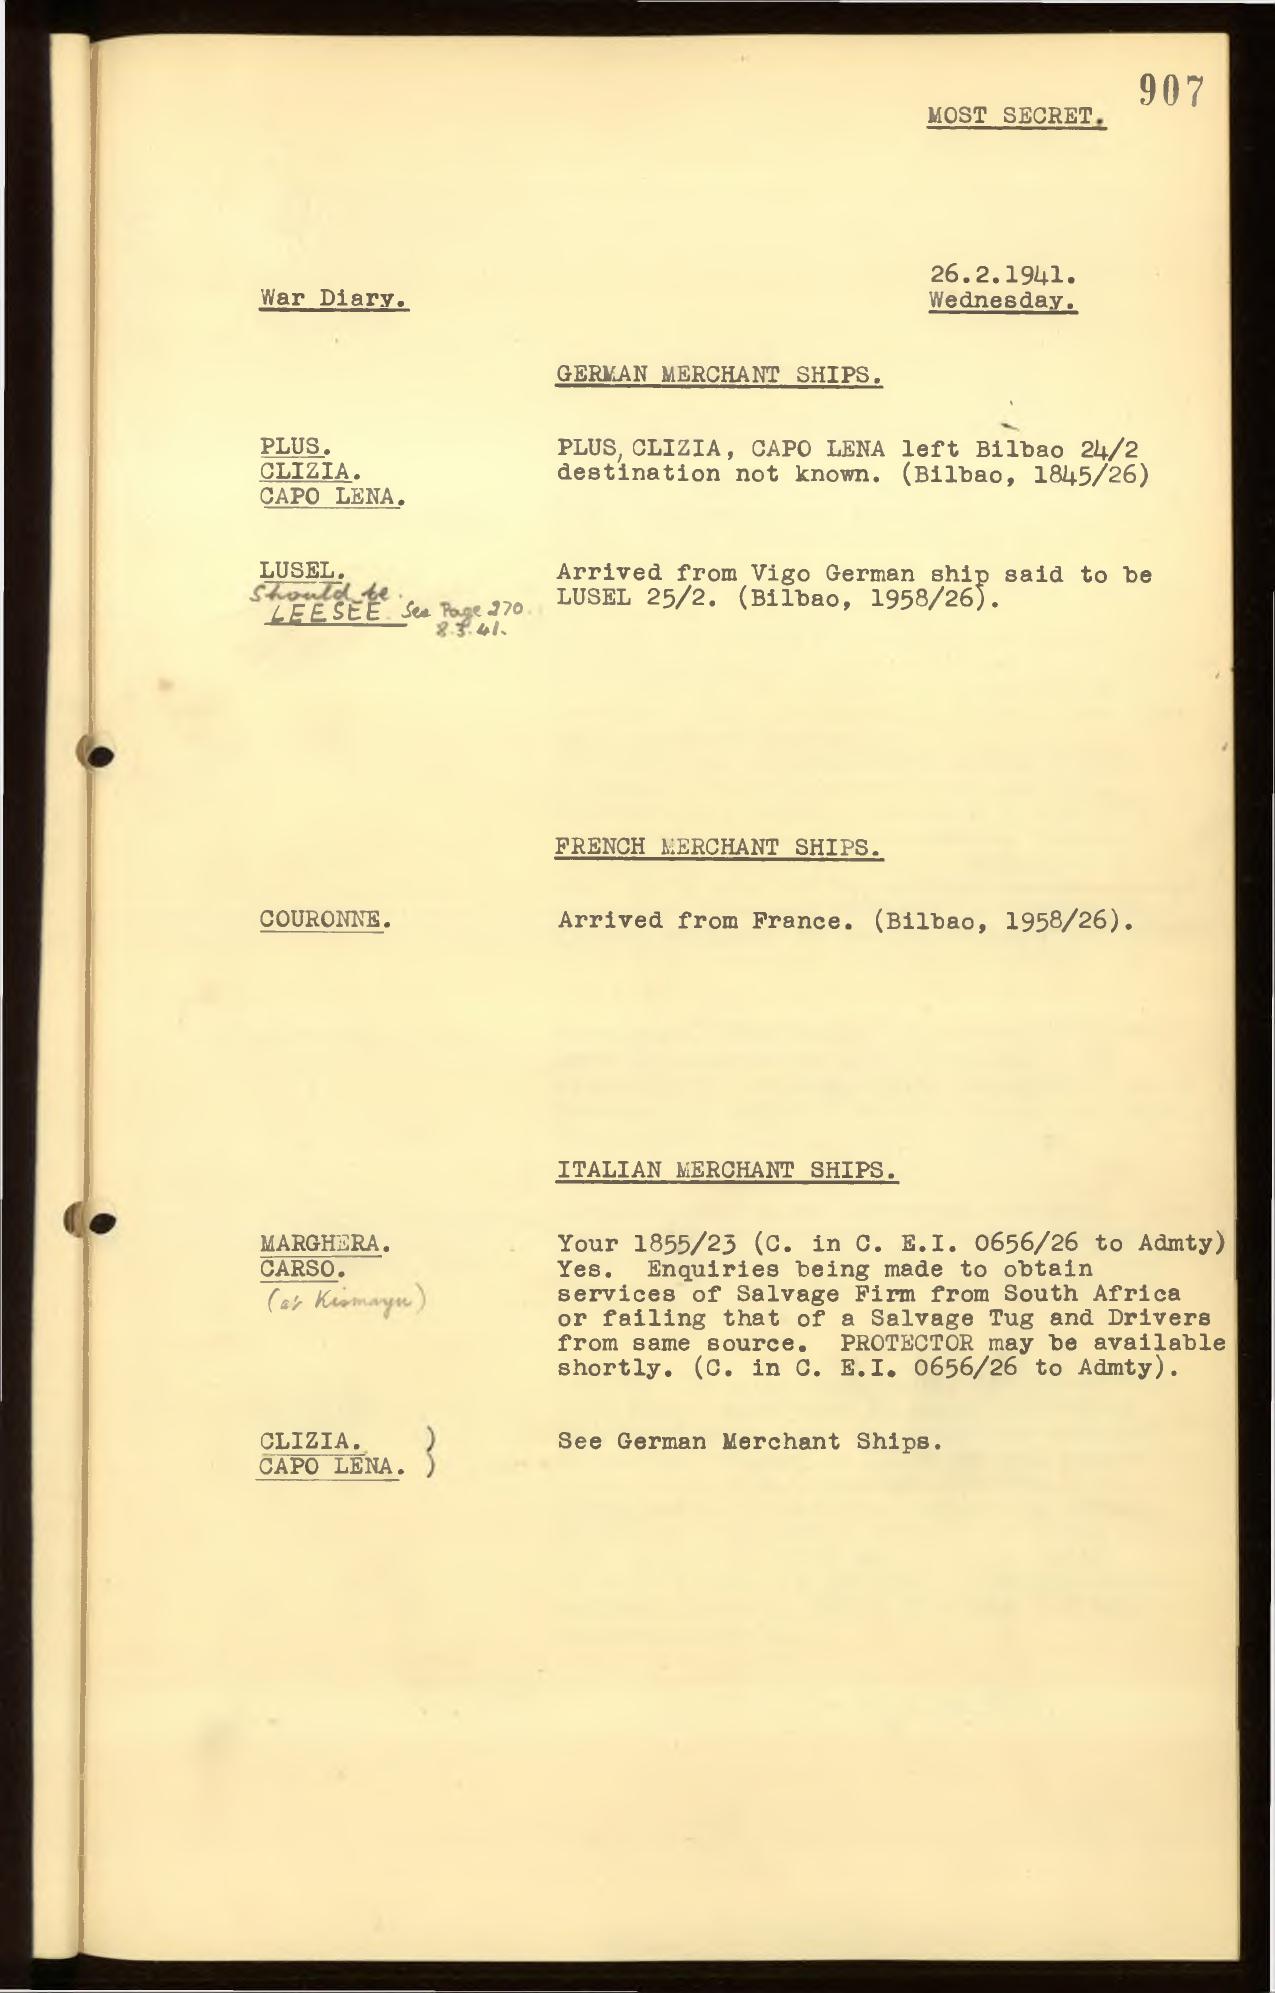 907
MOST SECRET.
26.2.1941.
War Diary. Wednesday.
GERMAN MERCHANT SHIPS.
PLUS. PLUS, CLIZIA, CAPO LENA left Bilbao 24/2
CLIZIA. destination not known. (Bilbao, 1845/26)
CAPO LENA.
LUSEL. Arrived from Vigo German ship said to be
Should be LUSEL 25/2. (Bilbao, 1958/26).
LEESEE. See Page 270.
8.3.41.
FRENCH MERCHANT SHIPS.
COURONNE. Arrived from France. (Bilbao, 1958/26).
ITALIAN MERCHANT SHIPS.
MARGHERA. Your 1855/23 (C. in C. E.I. 0656/26 to Admty)
CARSO. Yes. Enquiries being made to obtain
(at Kismayu) services of Salvage Firm from South Africa
or failing that of a Salvage Tug and Drivers
from same source. PROTECTOR may be available
shortly. (C. in C. E.I. 0656/26 to Admty).
CLIZIA. ) See German Merchant Ships.
CAPO LENA. )